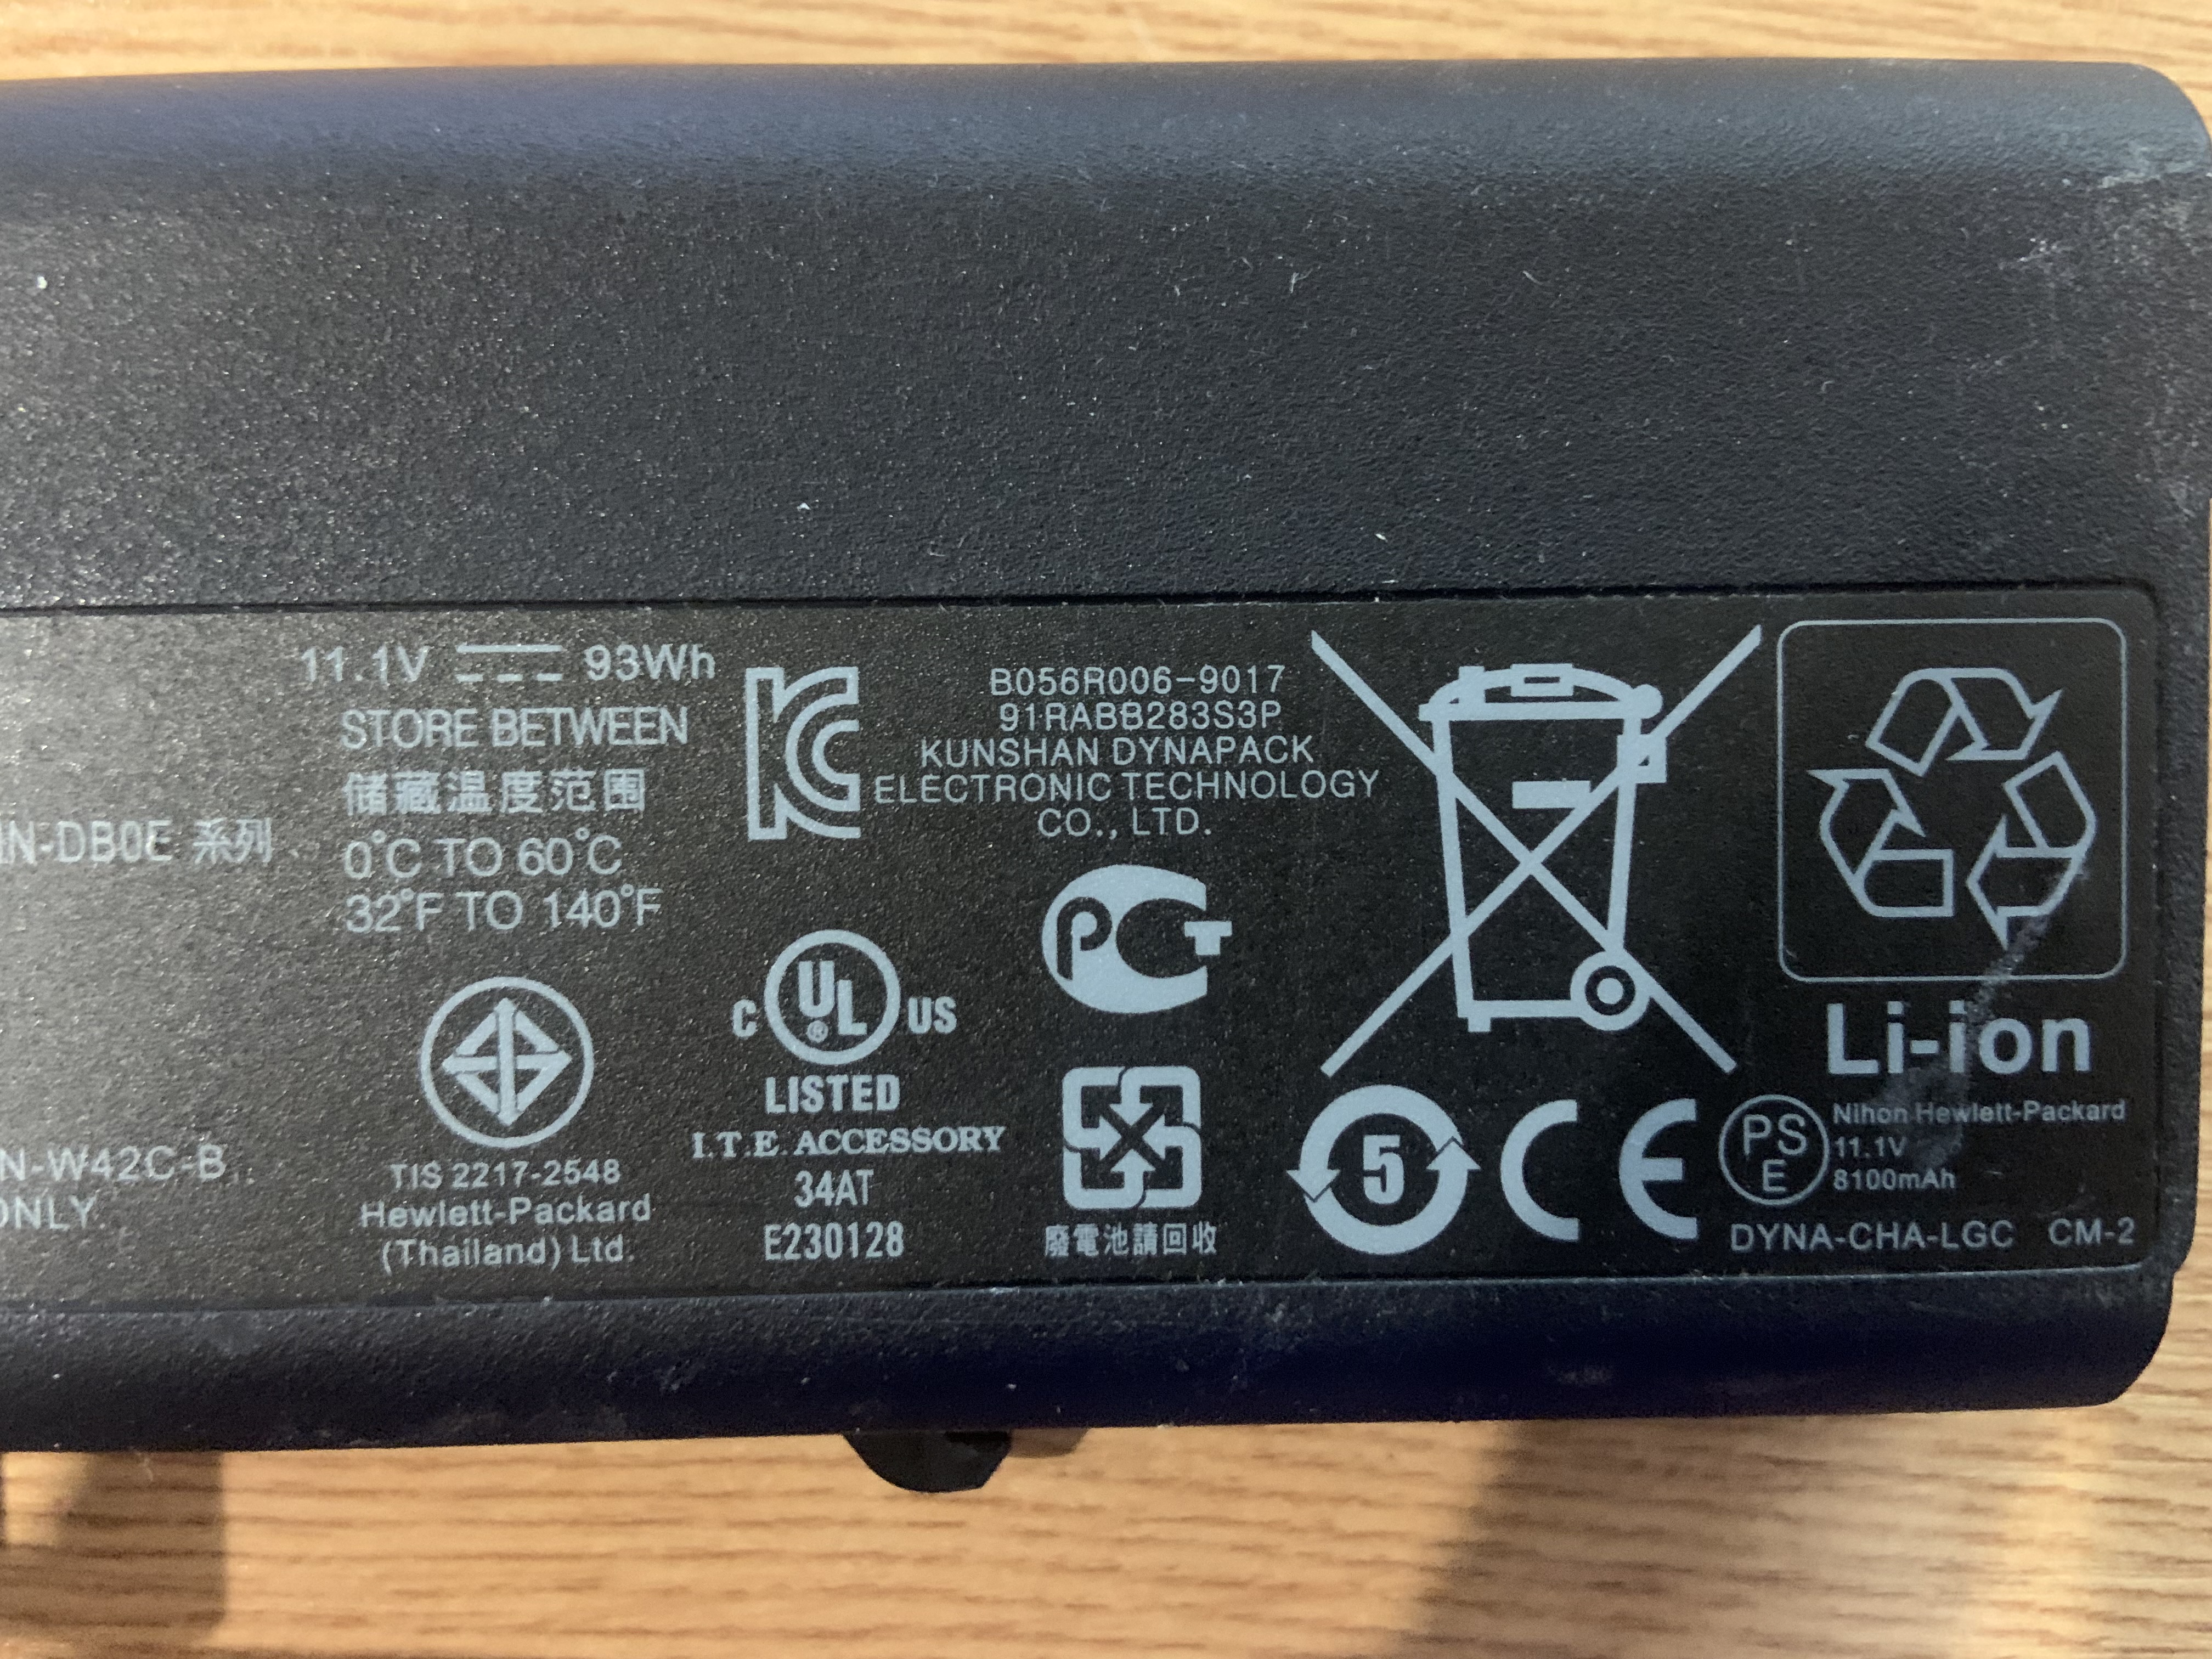 11.1V 93Wh
STORE BETWEEN
储藏温度范围
0°C TO 60°C
32°F TO 140°F
N-DB0E 系列
N-W42C-B
ONLY.
TIS 2217-2548
Hewlett-Packard
(Thailand) Ltd.
B056R006-9017
91RABB283S3P
KUNSHAN DYNAPACK
ELECTRONIC TECHNOLOGY
CO., LTD.
C UL® US
LISTED
I.T.E. ACCESSORY
34AT
E230128
廢電池請回收
5
CE
Li-ion
PS
E
Nihon Hewlett-Packard
11.1V
8100mAh
DYNA-CHA-LGC CM-2